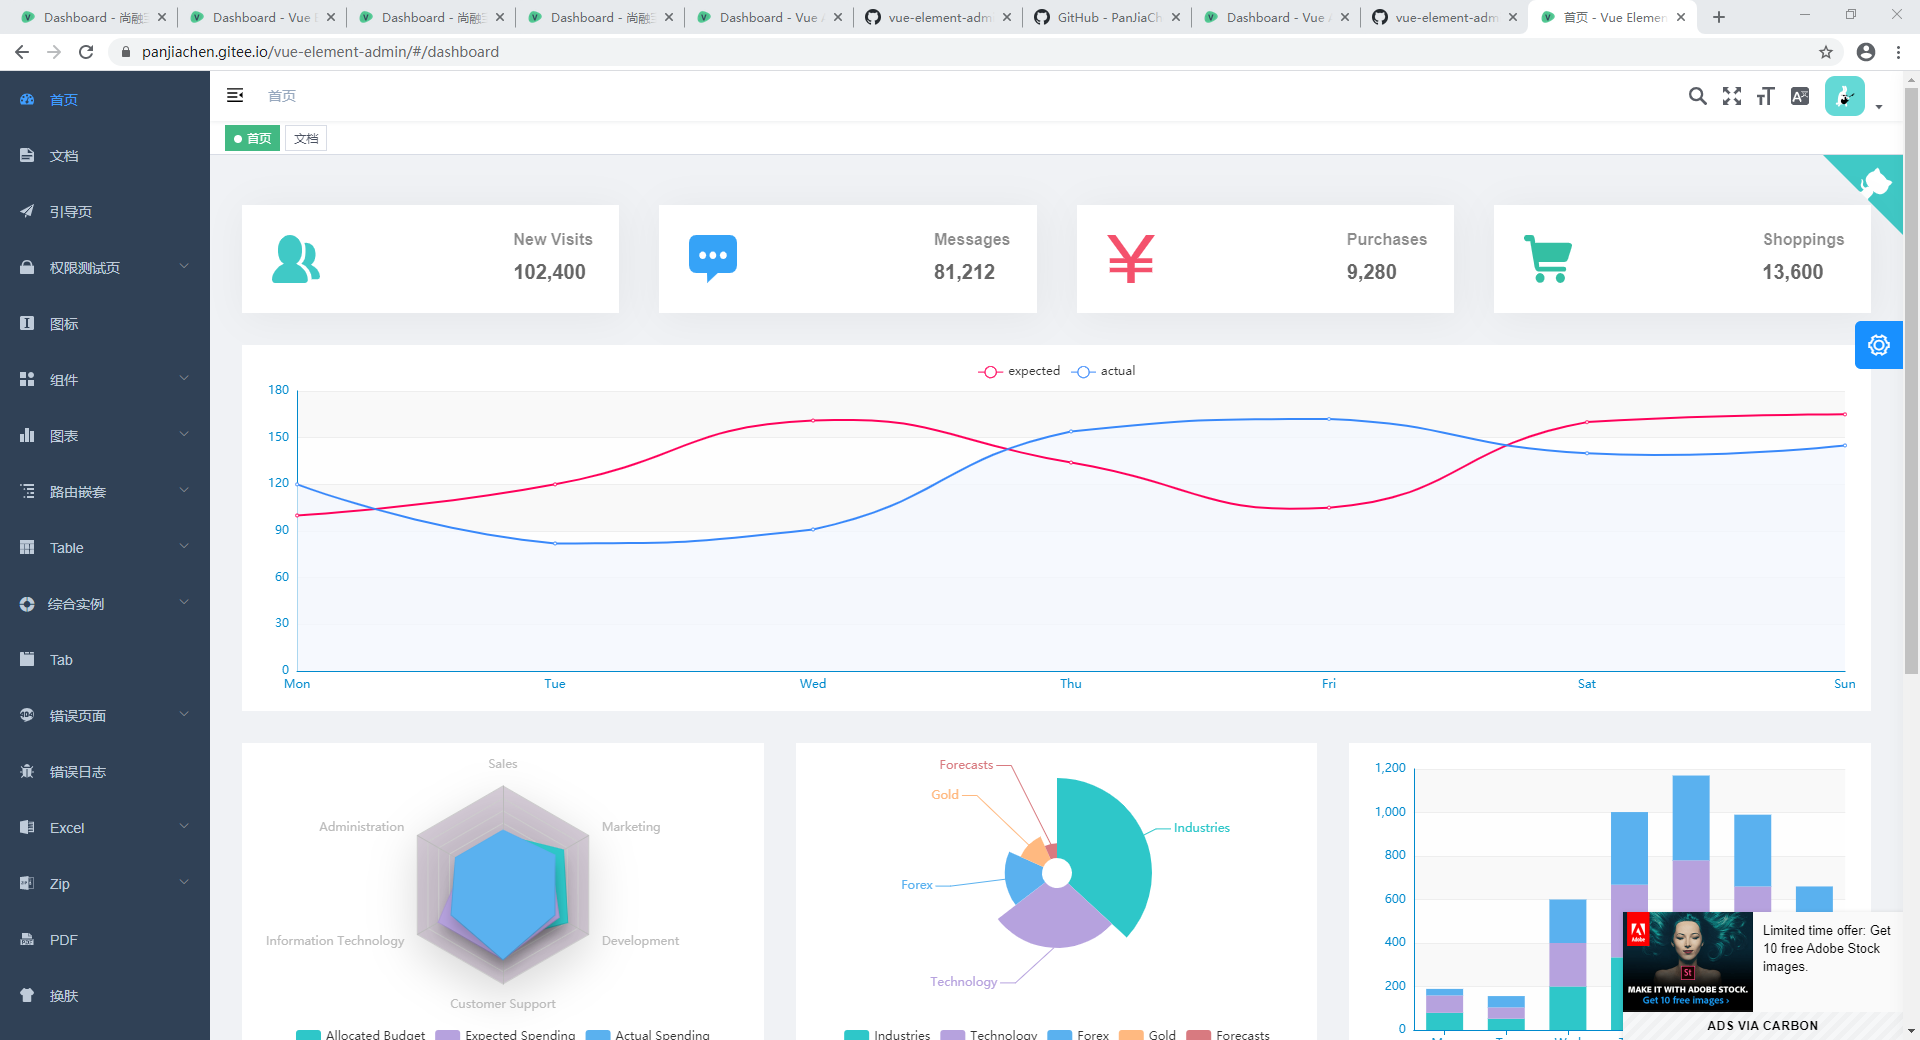 Dashboard - 尚融
Dashboard - Vue
Dashboard - 尚融
Dashboard - 尚融
Dashboard - Vue
vue-element-adm
GitHub - PanJiaCh
Dashboard - Vue
vue-element-adm
首页 - Vue Elemen
panjiachen.gitee.io/vue-element-admin/#/dashboard
首页
文档
引导页
权限测试页
图标
组件
图表
路由嵌套
Table
综合实例
Tab
错误页面
错误日志
Excel
Zip
PDF
换肤
首页
首页
文档
New Visits
102,400
Messages
81,212
Purchases
9,280
Shoppings
13,600
expected
actual
180
150
120
90
60
30
0
Mon
Tue
Wed
Thu
Fri
Sat
Sun
Sales
Administration
Marketing
Information Technology
Development
Customer Support
Allocated Budget
Expected Spending
Actual Spending
Forecasts
Gold
Industries
Forex
Technology
Industries
Technology
Forex
Gold
Forecasts
1,200
1,000
800
600
400
200
0
Adobe
St
MAKE IT WITH ADOBE STOCK.
Get 10 free images ›
Limited time offer: Get
10 free Adobe Stock
images.
ADS VIA CARBON